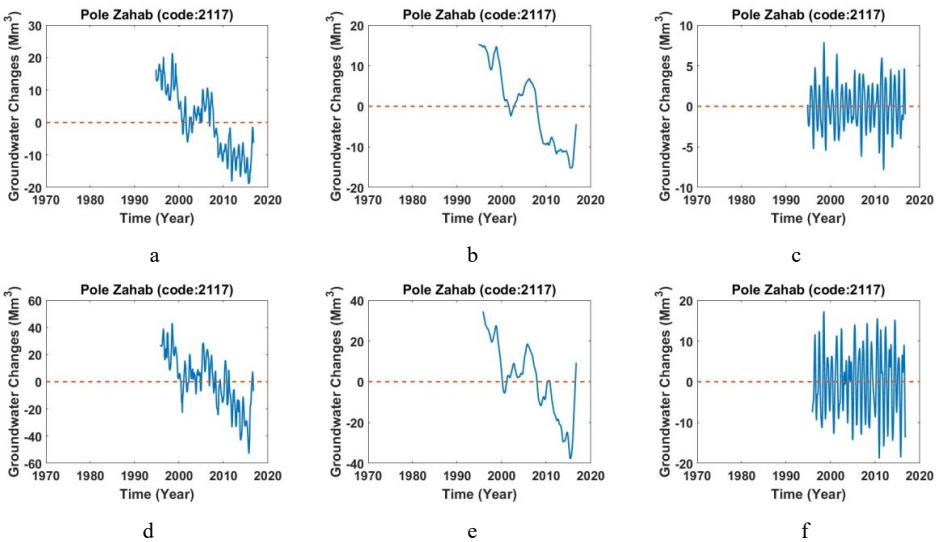 Pole Zahab (code:2117)
Groundwater Changes (Mm³)
30
20
10
0
-10
-20
1970 1980 1990 2000 2010 2020
Time (Year)
a
Pole Zahab (code:2117)
Groundwater Changes (Mm³)
20
10
0
-10
-20
1970 1980 1990 2000 2010 2020
Time (Year)
b
Pole Zahab (code:2117)
Groundwater Changes (Mm³)
10
5
0
-5
-10
1970 1980 1990 2000 2010 2020
Time (Year)
c
Pole Zahab (code:2117)
Groundwater Changes (Mm³)
60
40
20
0
-20
-40
-60
1970 1980 1990 2000 2010 2020
Time (Year)
d
Pole Zahab (code:2117)
Groundwater Changes (Mm³)
40
20
0
-20
-40
1970 1980 1990 2000 2010 2020
Time (Year)
e
Pole Zahab (code:2117)
Groundwater Changes (Mm³)
20
10
0
-10
-20
1970 1980 1990 2000 2010 2020
Time (Year)
f